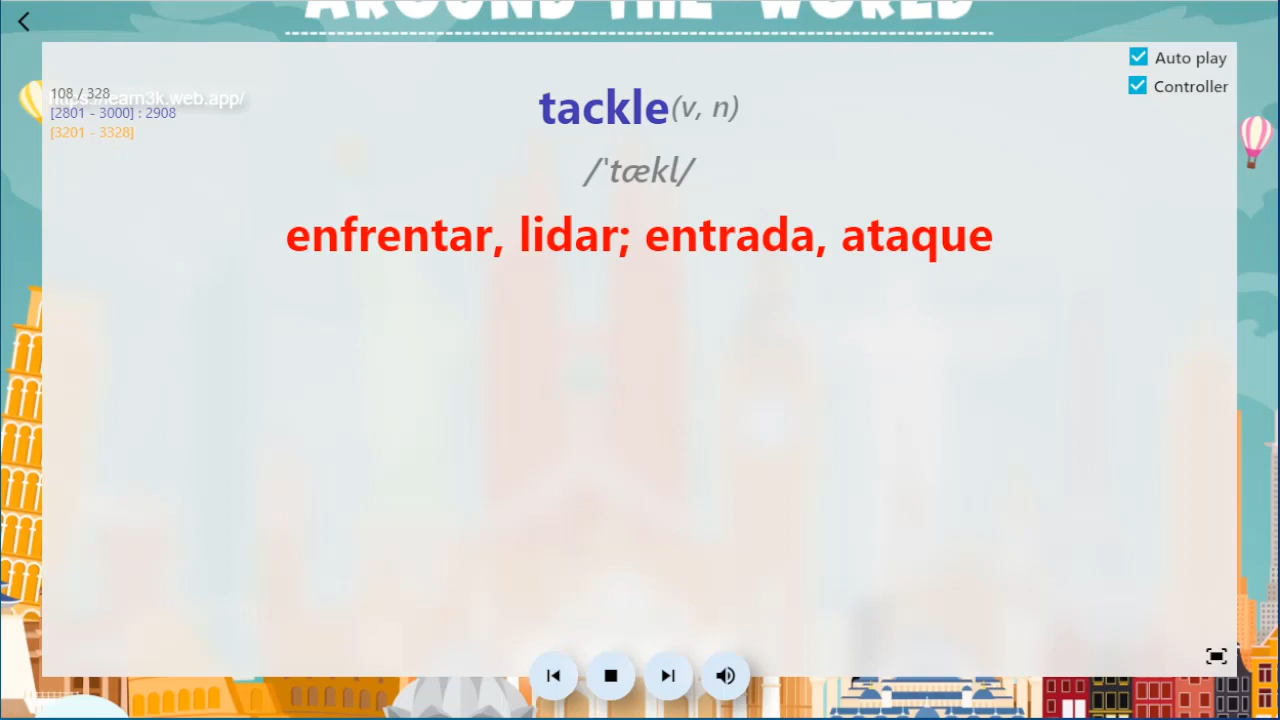 AROUND THE WORLD
Auto play
Controller
108 / 328
https://learn3k.web.app/
[2801 - 3000] : 2908
[3201 - 3328]
tackle(v, n)
/ˈtækl/
enfrentar, lidar; entrada, ataque